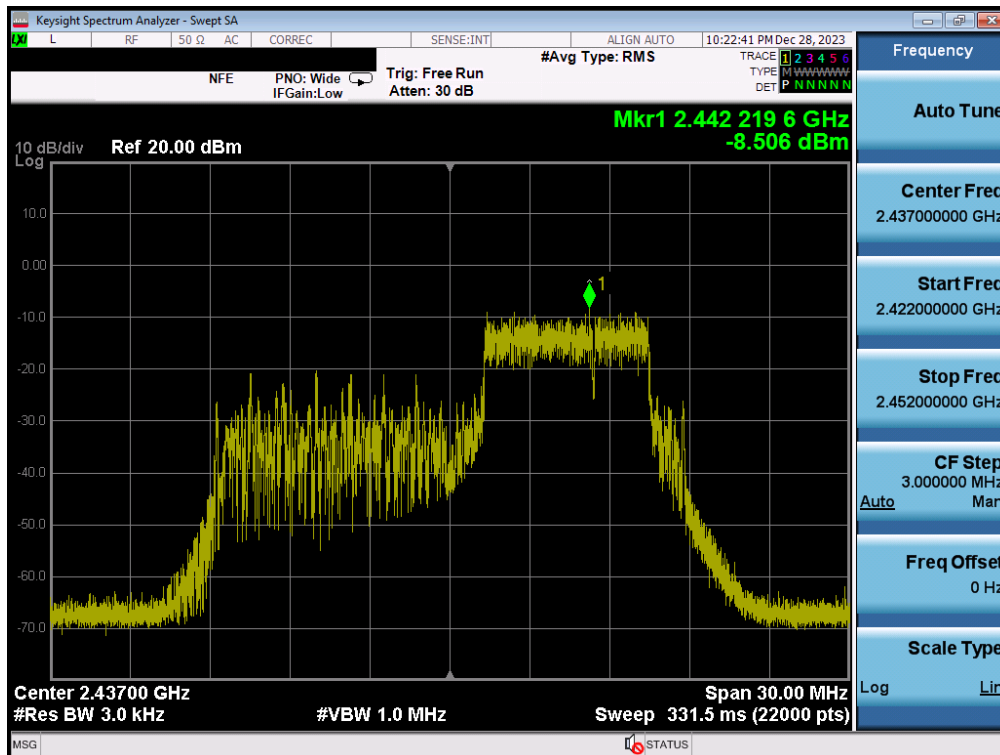 Keysight Spectrum Analyzer - Swept SA
LXI L RF 50 Ω AC CORREC SENSE:INT ALIGN AUTO 10:22:41 PM Dec 28, 2023
NFE PNO: Wide Trig: Free Run #Avg Type: RMS TRACE 1 2 3 4 5 6
IFGain:Low Atten: 30 dB TYPE M WWWWW
DET P N N N N N
Mkr1 2.442 219 6 GHz
-8.506 dBm
10 dB/div Ref 20.00 dBm
Log
10.0
0.00
1
-10.0
-20.0
-30.0
-40.0
-50.0
-60.0
-70.0
Center 2.43700 GHz Span 30.00 MHz
#Res BW 3.0 kHz #VBW 1.0 MHz Sweep 331.5 ms (22000 pts)
MSG STATUS
Frequency
Auto Tune
Center Freq
2.437000000 GHz
Start Freq
2.422000000 GHz
Stop Freq
2.452000000 GHz
CF Step
3.000000 MHz
Auto Man
Freq Offset
0 Hz
Scale Type
Log Lin